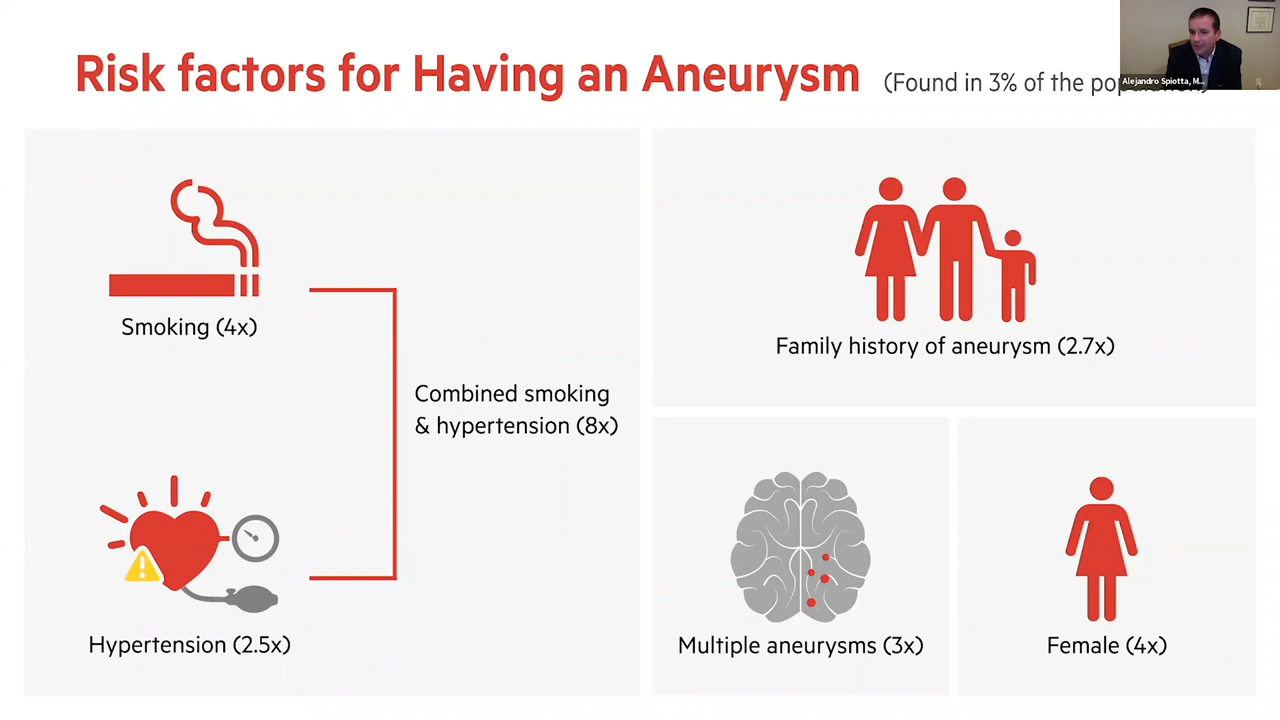 Risk factors for Having an Aneurysm (Found in 3% of the
Alejandro Spiotta, M...
Smoking (4x)
Combined smoking
& hypertension (8x)
Hypertension (2.5x)
Family history of aneurysm (2.7x)
Multiple aneurysms (3x)
Female (4x)